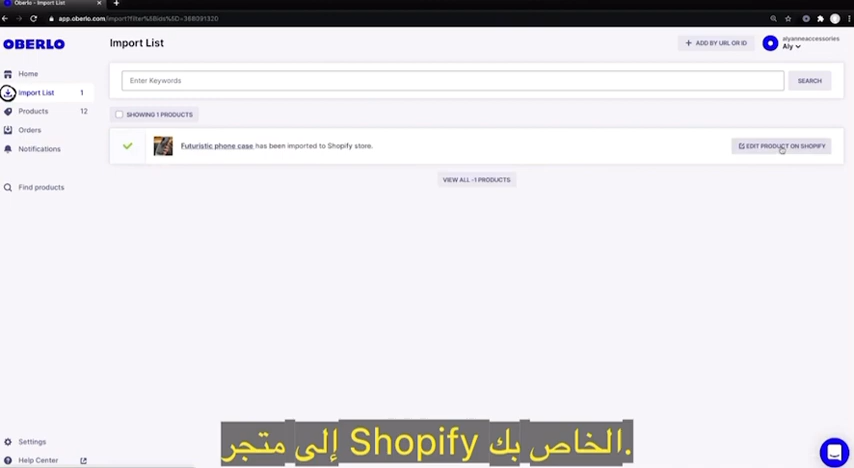 Oberlo - Import List
app.oberlo.com/import?filter%5Bids%5D=368931320
OBERLO
Import List
+ ADD BY URL OR ID
alyanneaccessories
Aly
Home
Import List 1
Products 12
Orders
Notifications
Find products
Enter Keywords
SEARCH
SHOWING 1 PRODUCTS
Futuristic phone case has been imported to Shopify store.
EDIT PRODUCT ON SHOPIFY
VIEW ALL -1 PRODUCTS
إلى متجر Shopify الخاص بك.
Settings
Help Center